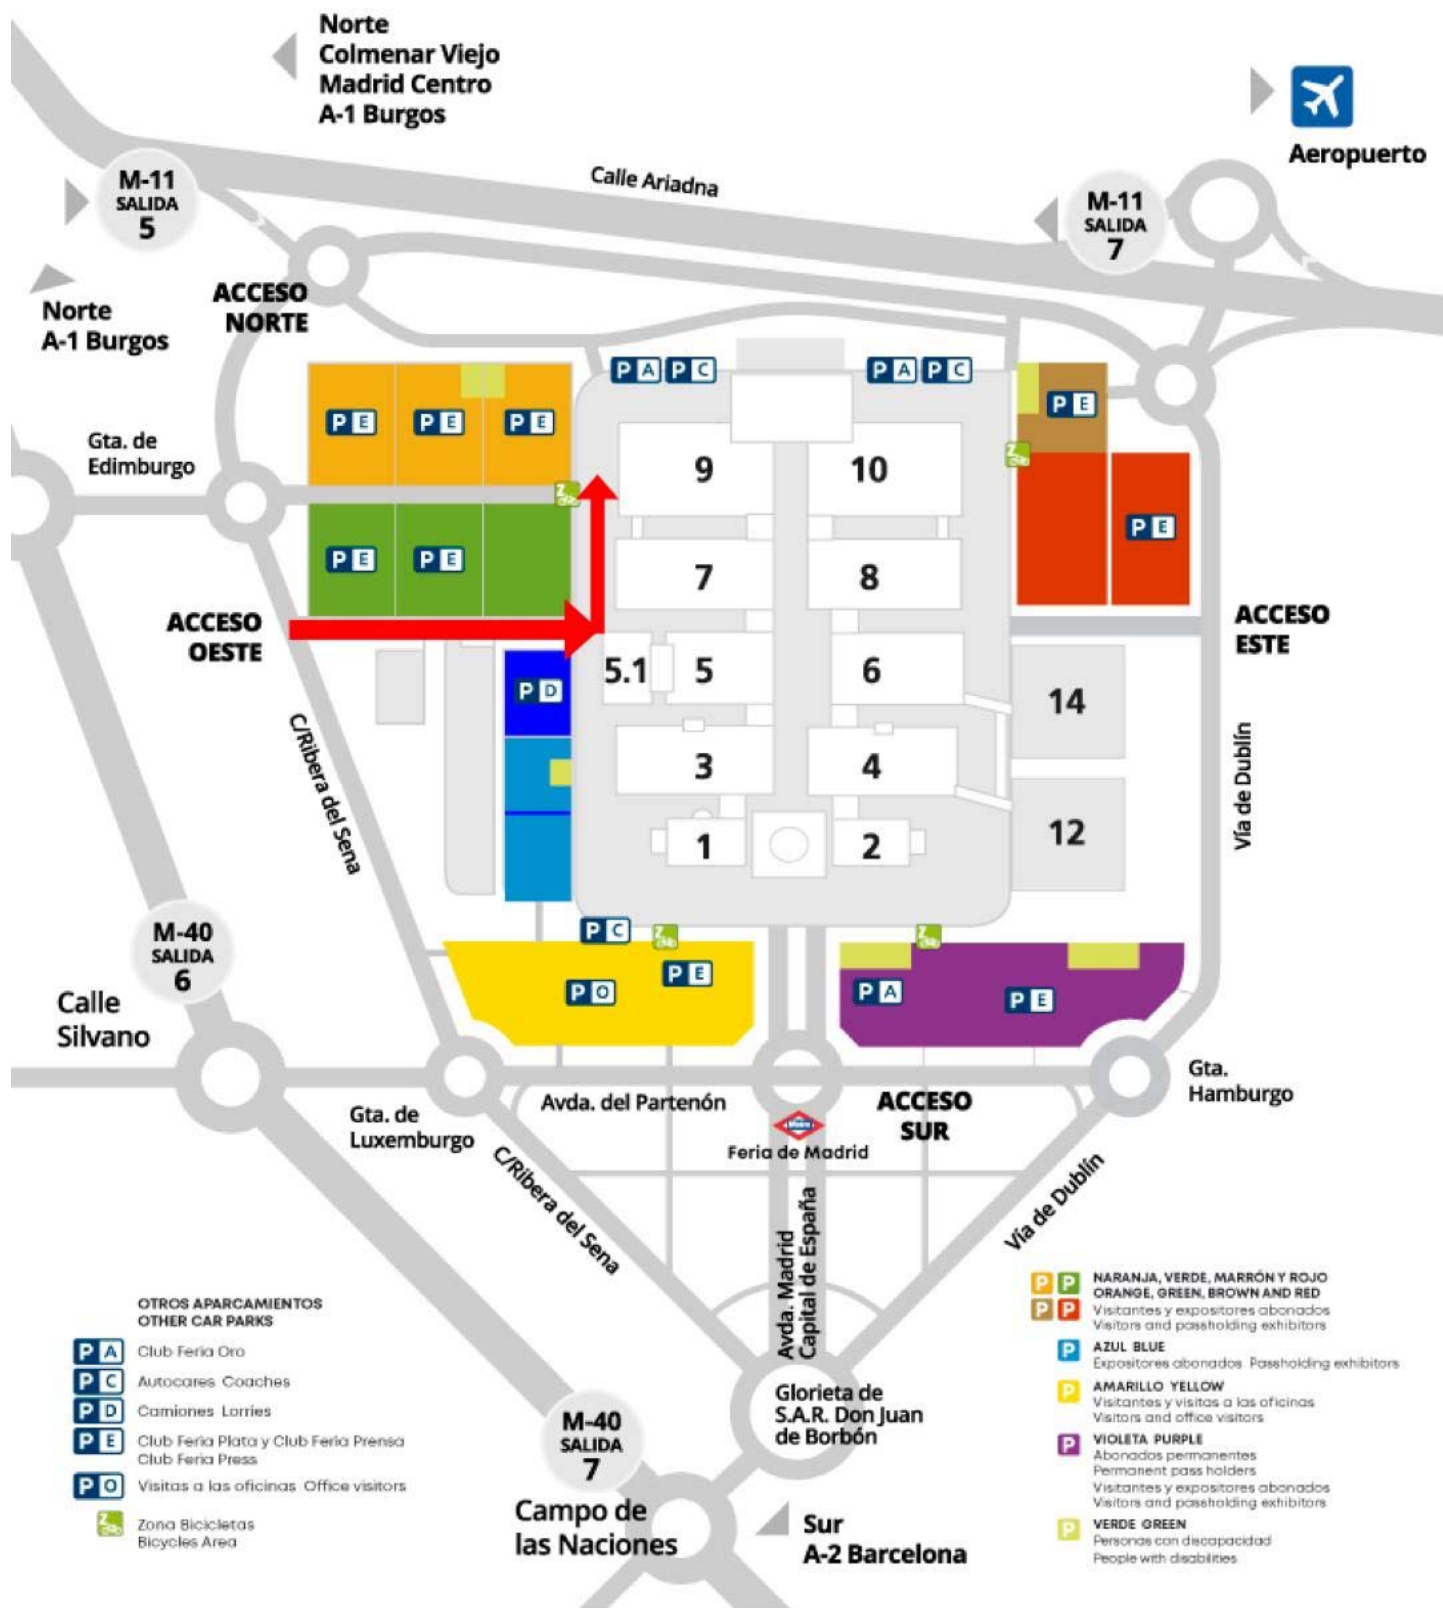 Norte
Colmenar Viejo
Madrid Centro
A-1 Burgos
Aeropuerto
Calle Ariadna
M-11
SALIDA
5
M-11
SALIDA
7
Norte
A-1 Burgos
ACCESO
NORTE
P A P C
P A P C
P E
P E
P E
P E
Gta. de
Edimburgo
9
10
P E
P E
P E
7
8
ACCESO
OESTE
ACCESO
ESTE
P D
5.1
5
6
14
C/Ribera del Sena
3
4
Vía de Dublín
1
2
12
M-40
SALIDA
6
P C
Z
Z
Z
Z
P E
P O
P A
P E
Calle
Silvano
Gta.
Hamburgo
Avda. del Partenón
ACCESO
SUR
Gta. de
Luxemburgo
Metro
Feria de Madrid
C/Ribera del Sena
Vía de Dublín
Avda. Madrid
Capital de España
Glorieta de
S.A.R. Don Juan
de Borbón
M-40
SALIDA
7
Campo de
las Naciones
Sur
A-2 Barcelona
OTROS APARCAMIENTOS
OTHER CAR PARKS
P A Club Feria Oro
P C Autocares Coaches
P D Camiones Lorries
P E Club Feria Plata y Club Feria Prensa
Club Feria Press
P O Visitas a las oficinas Office visitors
Z Zona Bicicletas
Bicycles Area
P P NARANJA, VERDE, MARRÓN Y ROJO
ORANGE, GREEN, BROWN AND RED
P P Visitantes y expositores abonados
Visitors and passholding exhibitors
P AZUL BLUE
Expositores abonados Passholding exhibitors
P AMARILLO YELLOW
Visitantes y visitas a las oficinas
Visitors and office visitors
P VIOLETA PURPLE
Abonados permanentes
Permanent pass holders
Visitantes y expositores abonados
Visitors and passholding exhibitors
P VERDE GREEN
Personas con discapacidad
People with disabilities